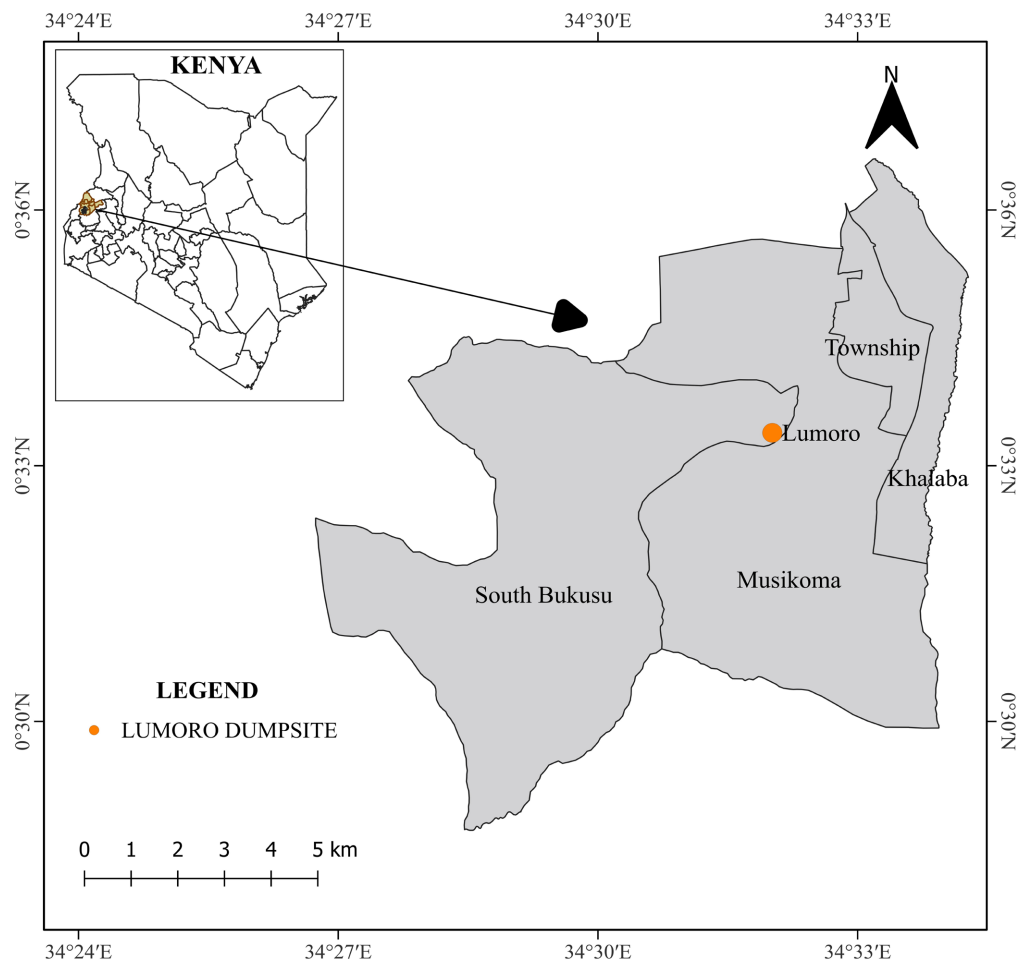 34°24′E 34°27′E 34°30′E 34°33′E
KENYA
N
0°36′N 0°36′N
Township
Lumoro
0°33′N 0°33′N
Khalaba
Musikoma
South Bukusu
LEGEND
0°30′N 0°30′N
LUMORO DUMPSITE
0 1 2 3 4 5 km
34°24′E 34°27′E 34°30′E 34°33′E